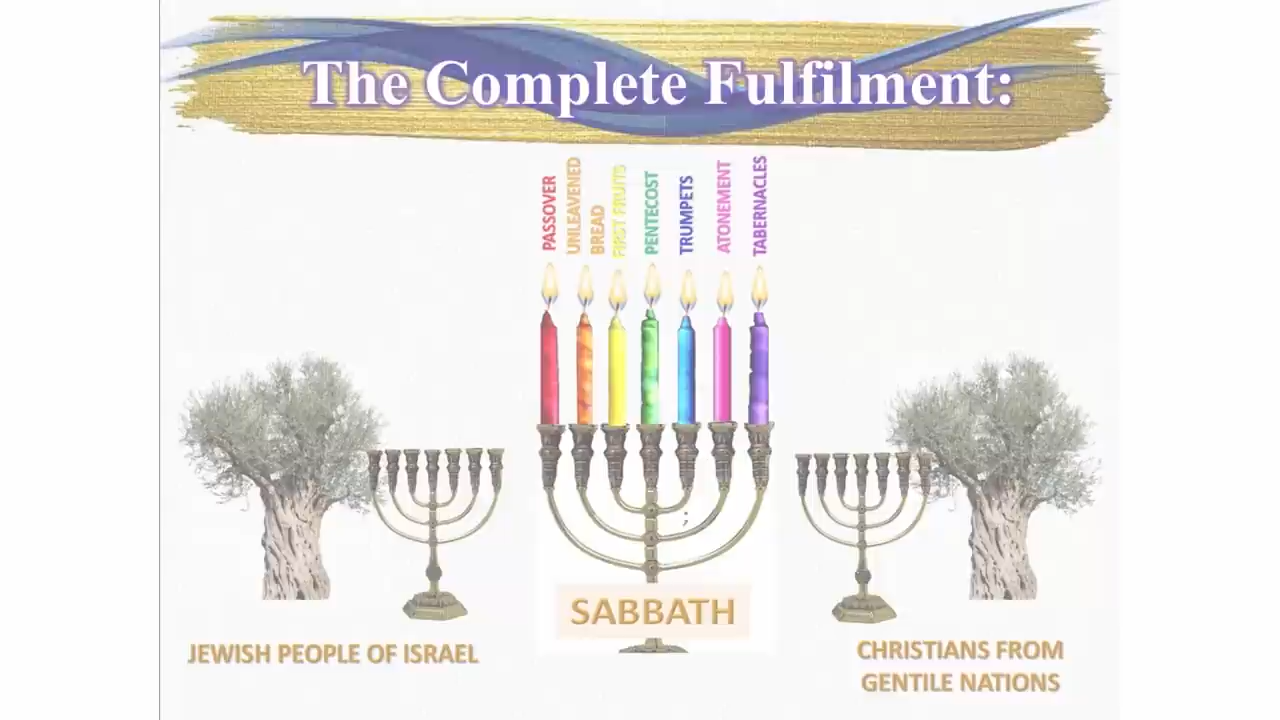 The Complete Fulfilment:
PASSOVER
UNLEAVENED
BREAD
FIRST FRUITS
PENTECOST
TRUMPETS
ATONEMENT
TABERNACLES
;
SABBATH
JEWISH PEOPLE OF ISRAEL
CHRISTIANS FROM
GENTILE NATIONS